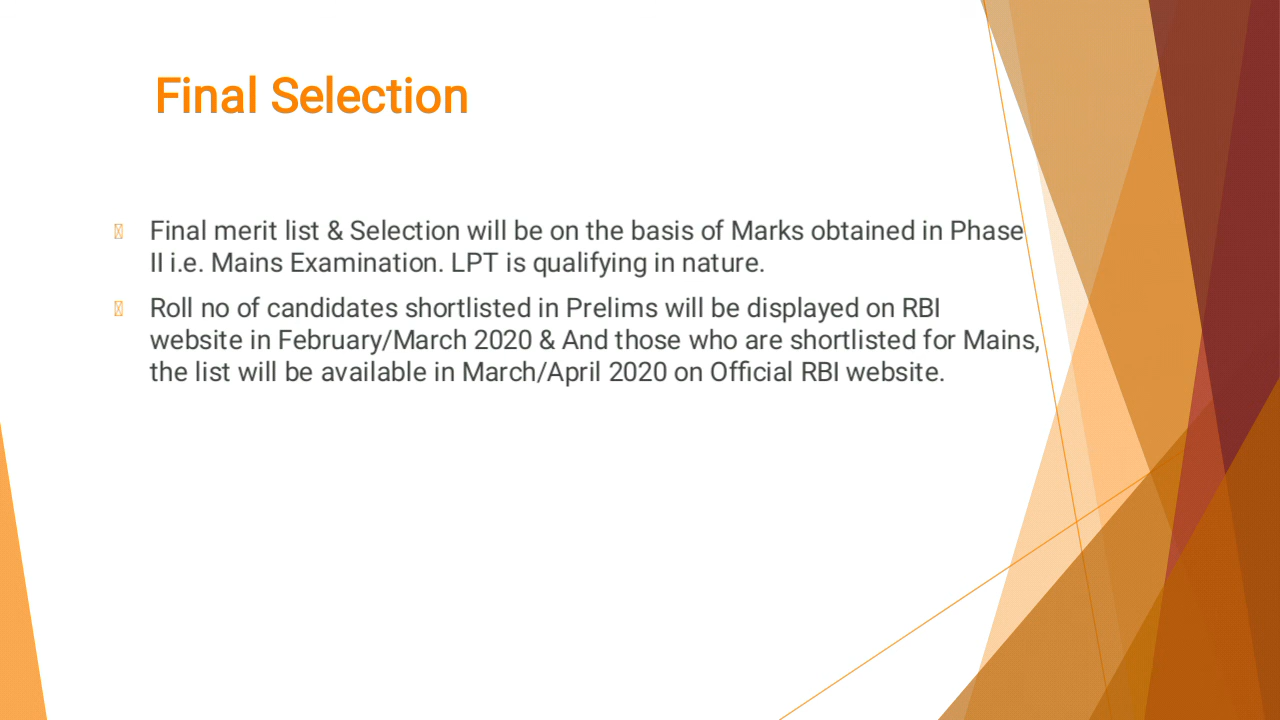 Final Selection
Final merit list & Selection will be on the basis of Marks obtained in Phase
II i.e. Mains Examination. LPT is qualifying in nature.
Roll no of candidates shortlisted in Prelims will be displayed on RBI
website in February/March 2020 & And those who are shortlisted for Mains,
the list will be available in March/April 2020 on Official RBI website.